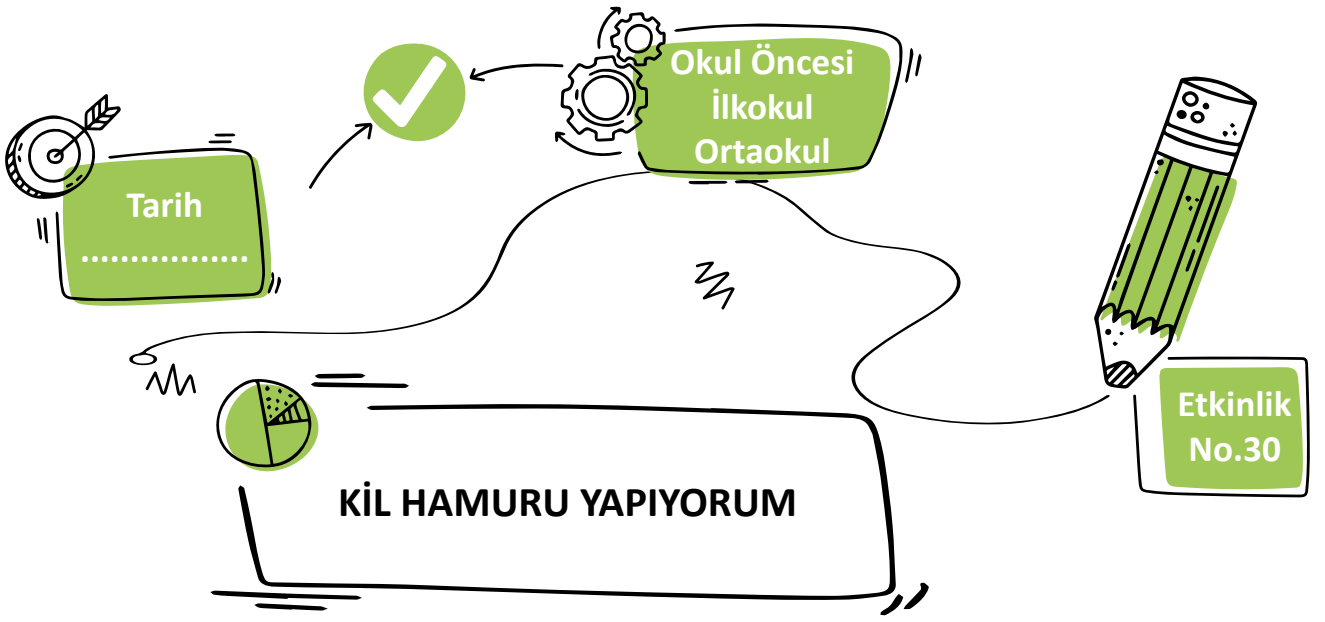 Okul Öncesi
İlkokul
Ortaokul
Tarih
.................
Etkinlik
No.30
KİL HAMURU YAPIYORUM